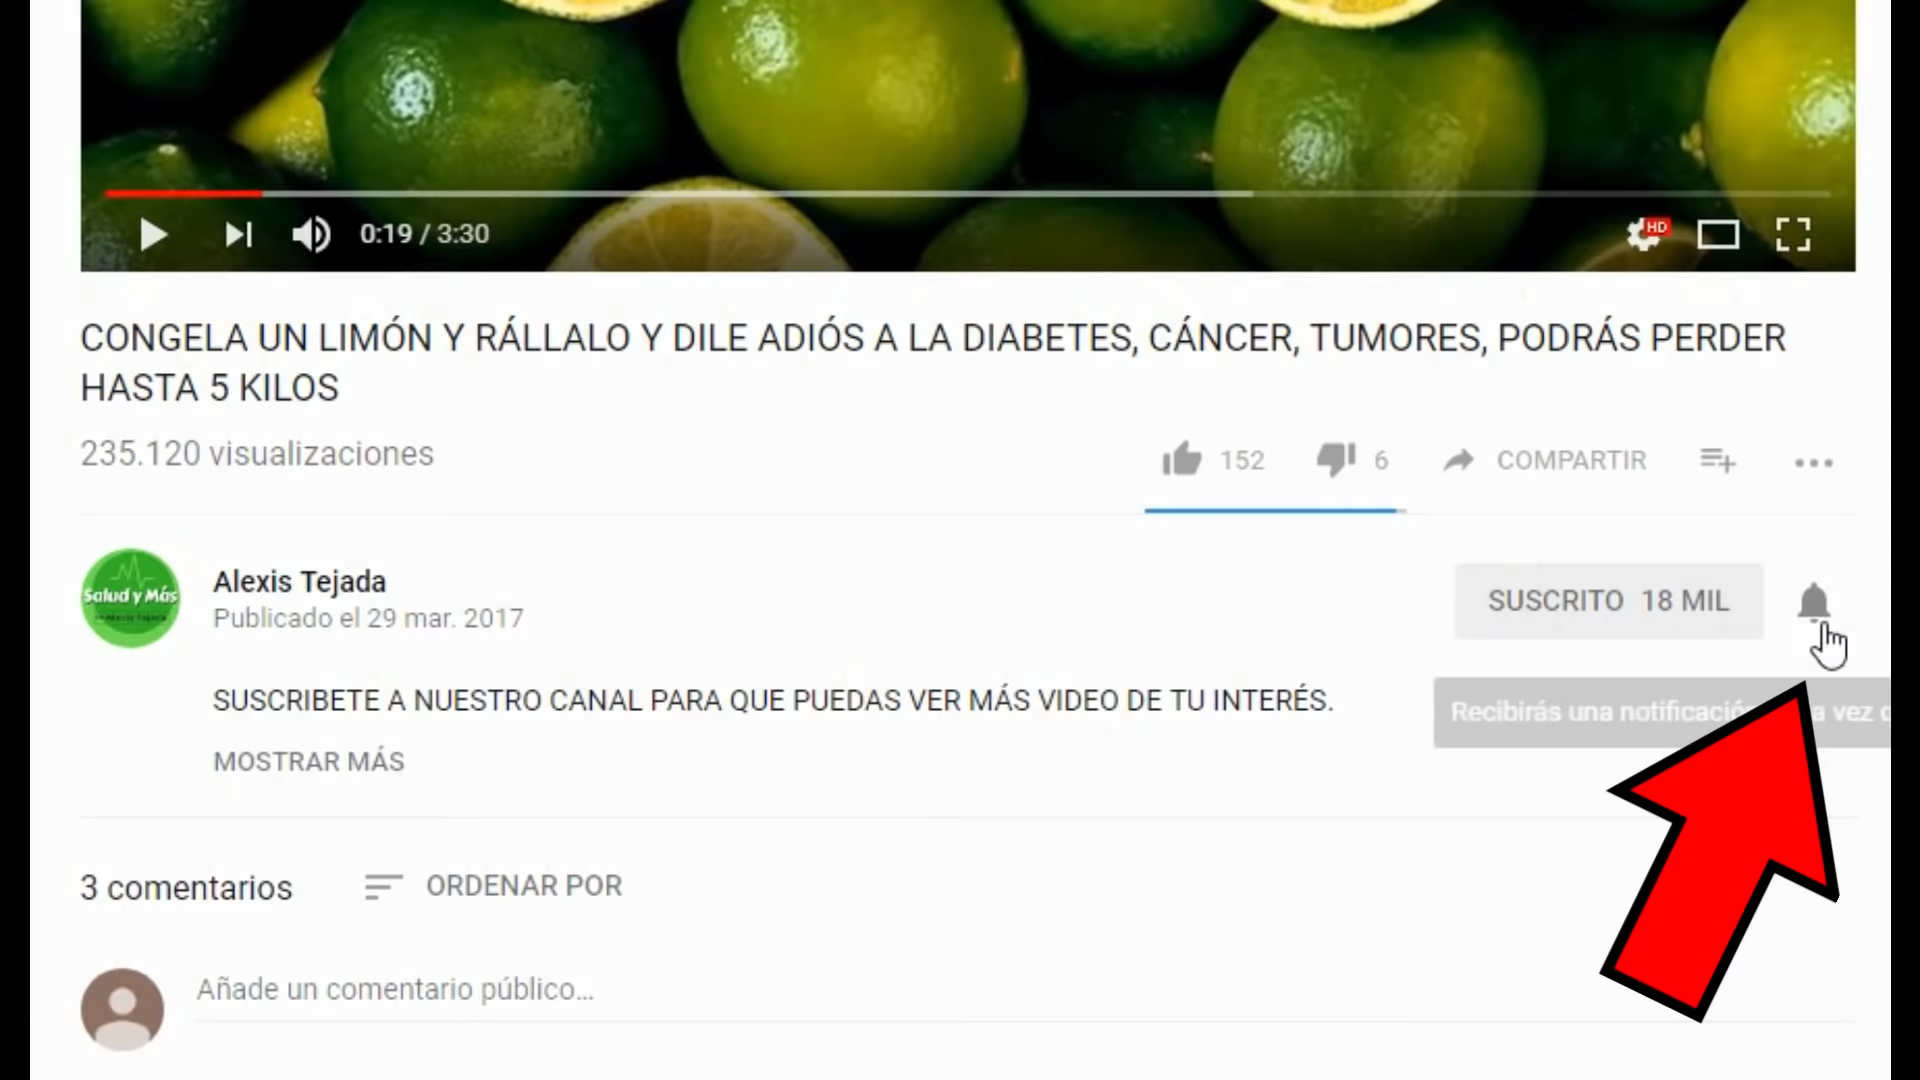 0:19 / 3:30
HD
CONGELA UN LIMÓN Y RÁLLALO Y DILE ADIÓS A LA DIABETES, CÁNCER, TUMORES, PODRÁS PERDER
HASTA 5 KILOS
235.120 visualizaciones
152
6
COMPARTIR
Salud y Más
Alexis Tejada
Publicado el 29 mar. 2017
SUSCRITO 18 MIL
SUSCRIBETE A NUESTRO CANAL PARA QUE PUEDAS VER MÁS VIDEO DE TU INTERÉS.
Recibirás una notificació a vez
MOSTRAR MÁS
3 comentarios
ORDENAR POR
Añade un comentario público...